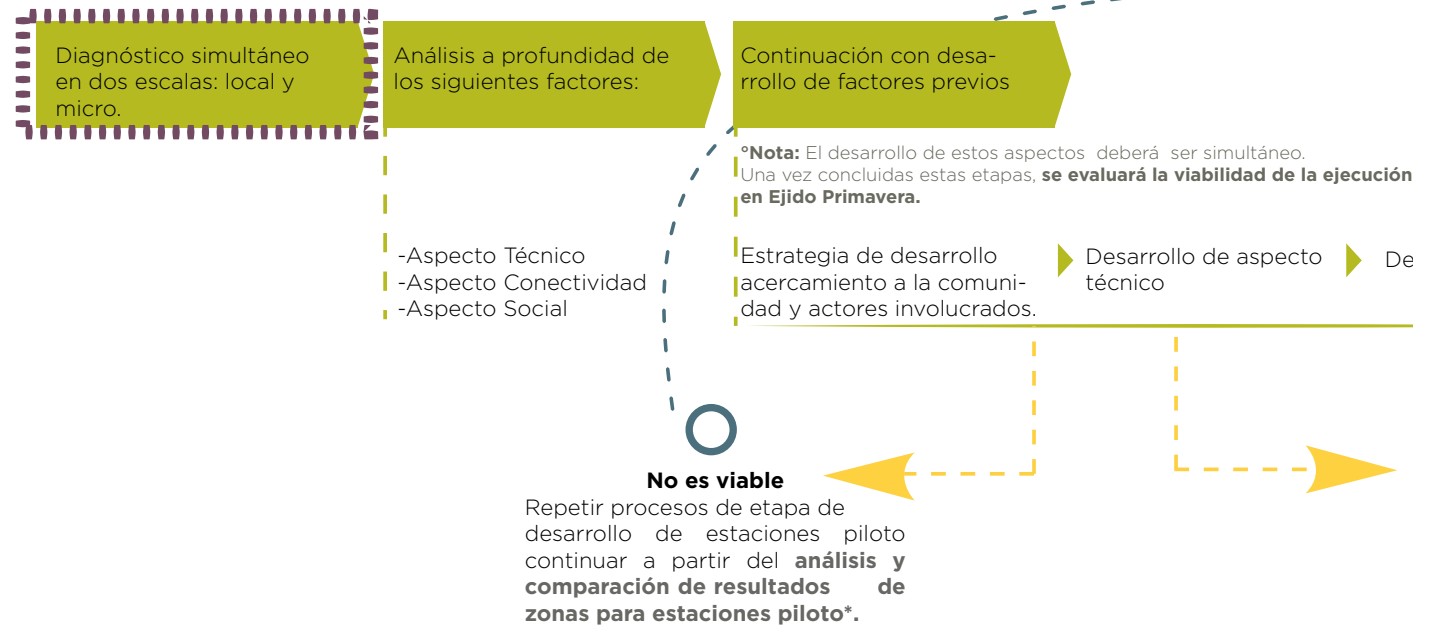 Diagnóstico simultáneo
en dos escalas: local y
micro.
Análisis a profundidad de
los siguientes factores:
Continuación con desa-
rrollo de factores previos
°Nota: El desarrollo de estos aspectos deberá ser simultáneo.
Una vez concluidas estas etapas, se evaluará la viabilidad de la ejecución
en Ejido Primavera.
-Aspecto Técnico
-Aspecto Conectividad
-Aspecto Social
Estrategia de desarrollo
acercamiento a la comuni-
dad y actores involucrados.
Desarrollo de aspecto
técnico
De
No es viable
Repetir procesos de etapa de
desarrollo de estaciones piloto
continuar a partir del análisis y
comparación de resultados de
zonas para estaciones piloto*.